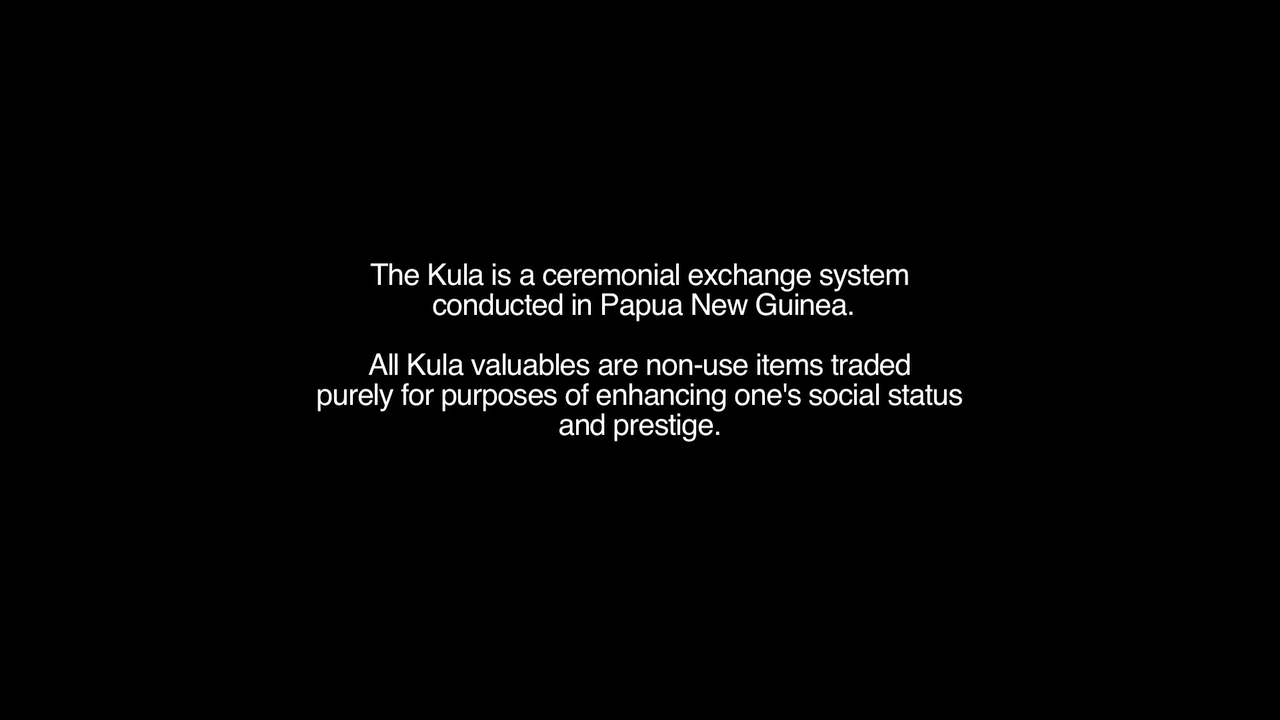 The Kula is a ceremonial exchange system
conducted in Papua New Guinea.
All Kula valuables are non-use items traded
purely for purposes of enhancing one's social status
and prestige.